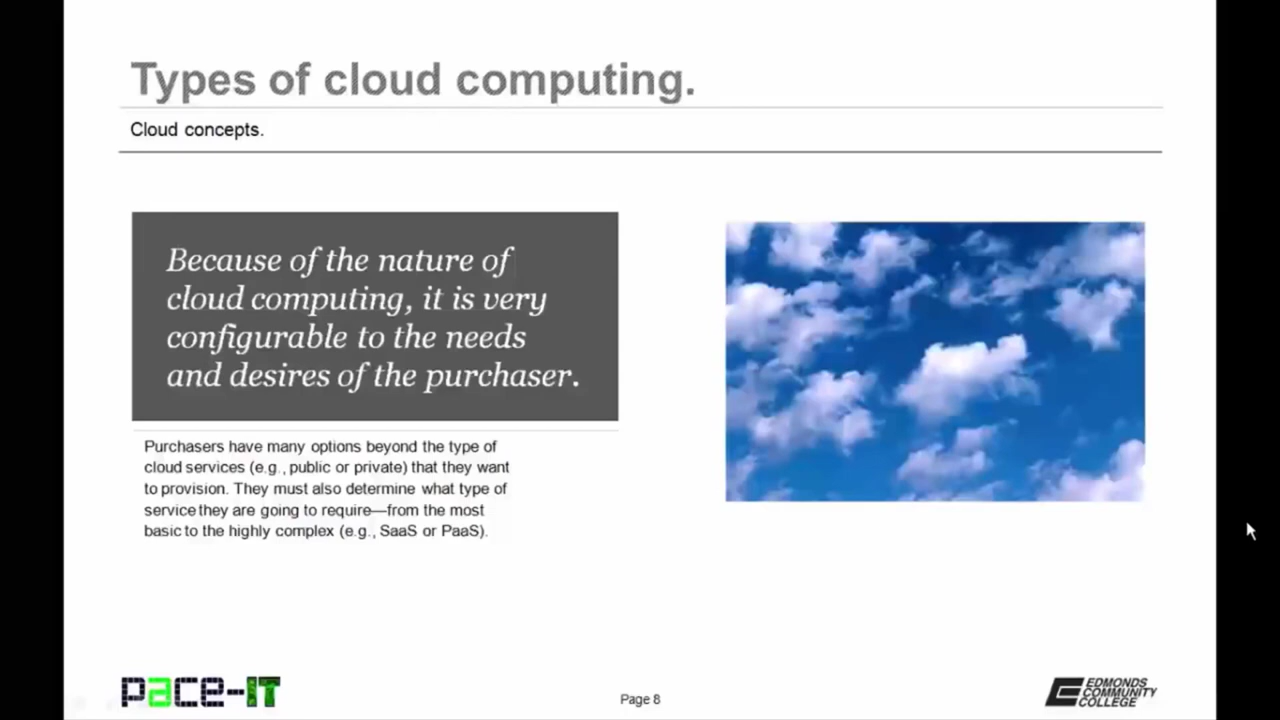 Types of cloud computing.
Cloud concepts.
Because of the nature of
cloud computing, it is very
configurable to the needs
and desires of the purchaser.
Purchasers have many options beyond the type of
cloud services (e.g., public or private) that they want
to provision. They must also determine what type of
service they are going to require—from the most
basic to the highly complex (e.g., SaaS or PaaS).
pace-IT
Page 8
EDMONDS
COMMUNITY
COLLEGE